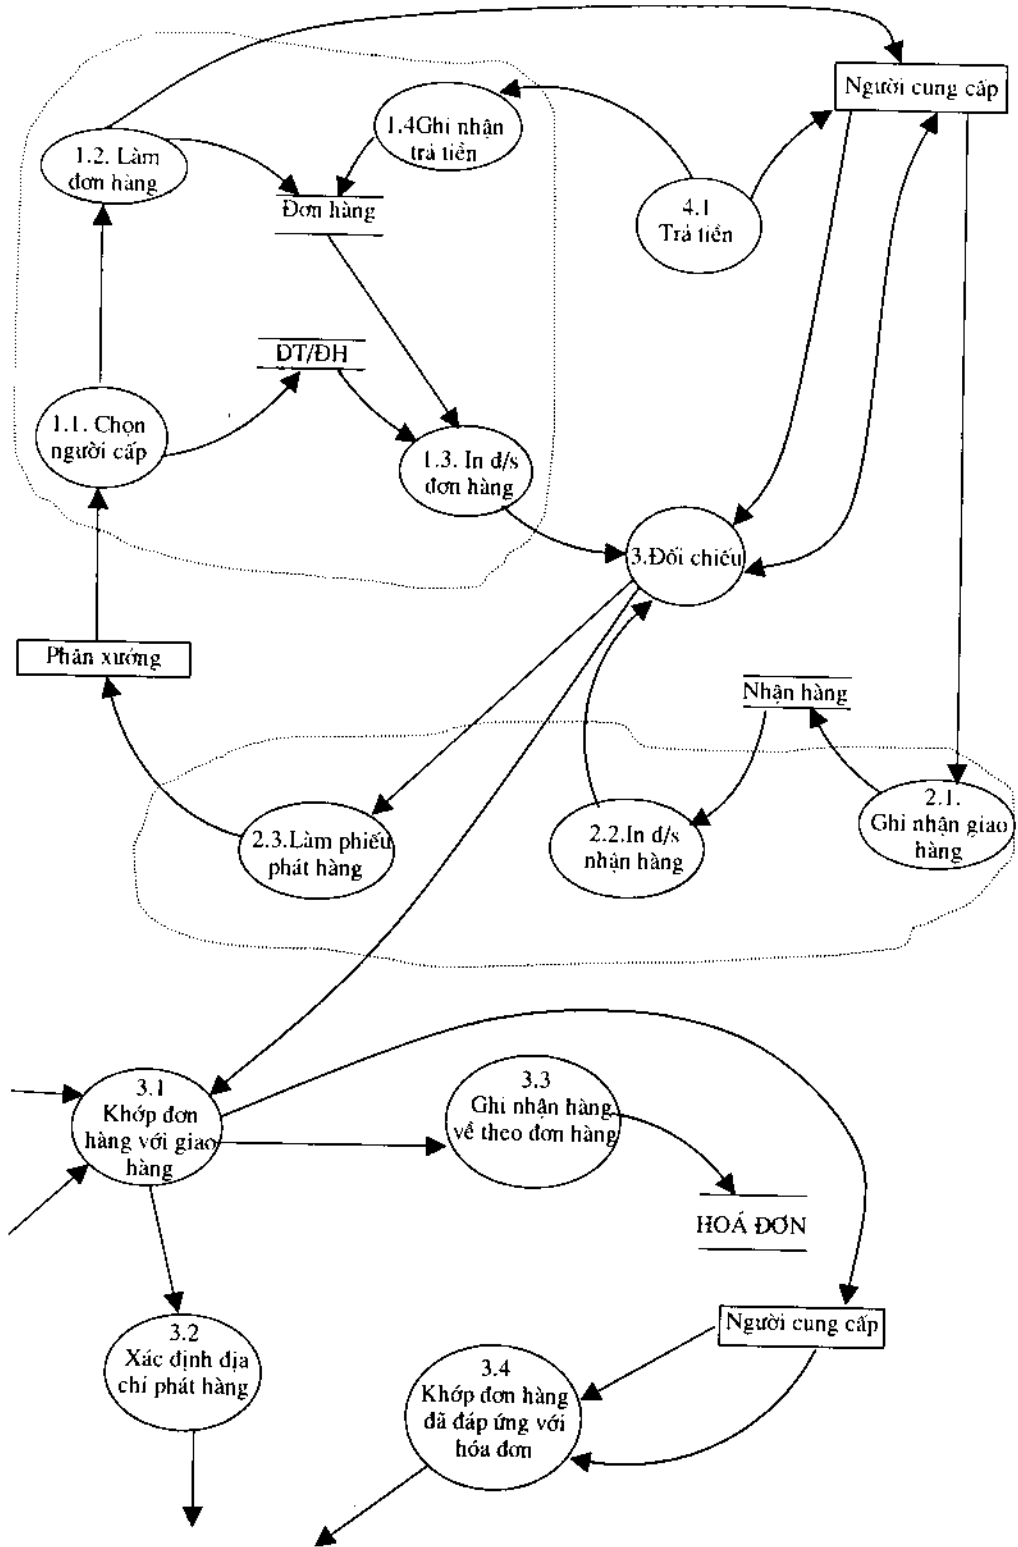 Người cung cấp
1.4Ghi nhận
trả tiền
1.2. Làm
đơn hàng
Đơn hàng
4.1
Trả tiền
DT/ĐH
1.1. Chọn
người cấp
1.3. In d/s
đơn hàng
3.Đối chiếu
Phân xưởng
Nhận hàng
2.1.
Ghi nhận giao
hàng
2.2.In d/s
nhận hàng
2.3.Làm phiếu
phát hàng
3.1
Khớp đơn
hàng với giao
hàng
3.3
Ghi nhận hàng
về theo đơn hàng
HOÁ ĐƠN
Người cung cấp
3.2
Xác định địa
chỉ phát hàng
3.4
Khớp đơn hàng
đã đáp ứng với
hóa đơn